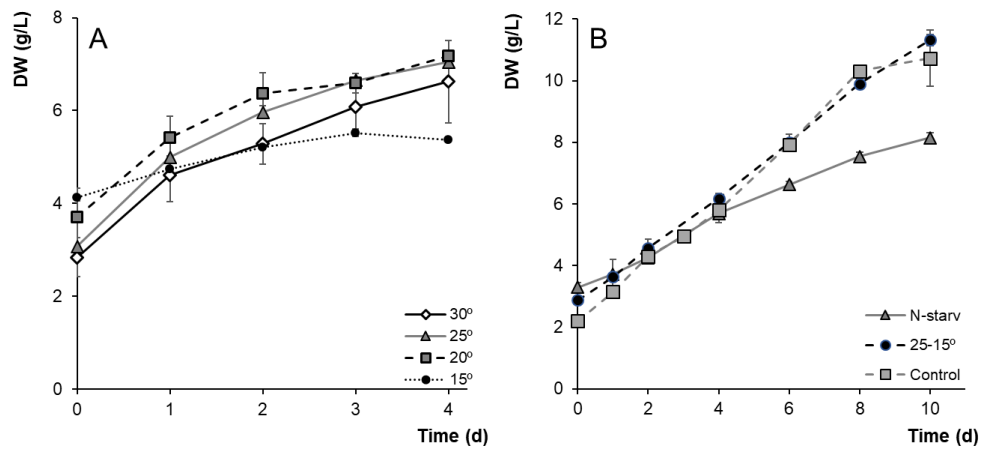 A
DW (g/L)
8
6
4
2
0
0 1 2 3 4
Time (d)
30º
25º
20º
15º
B
DW (g/L)
12
10
8
6
4
2
0
0 2 4 6 8 10
Time (d)
N-starv
25-15º
Control